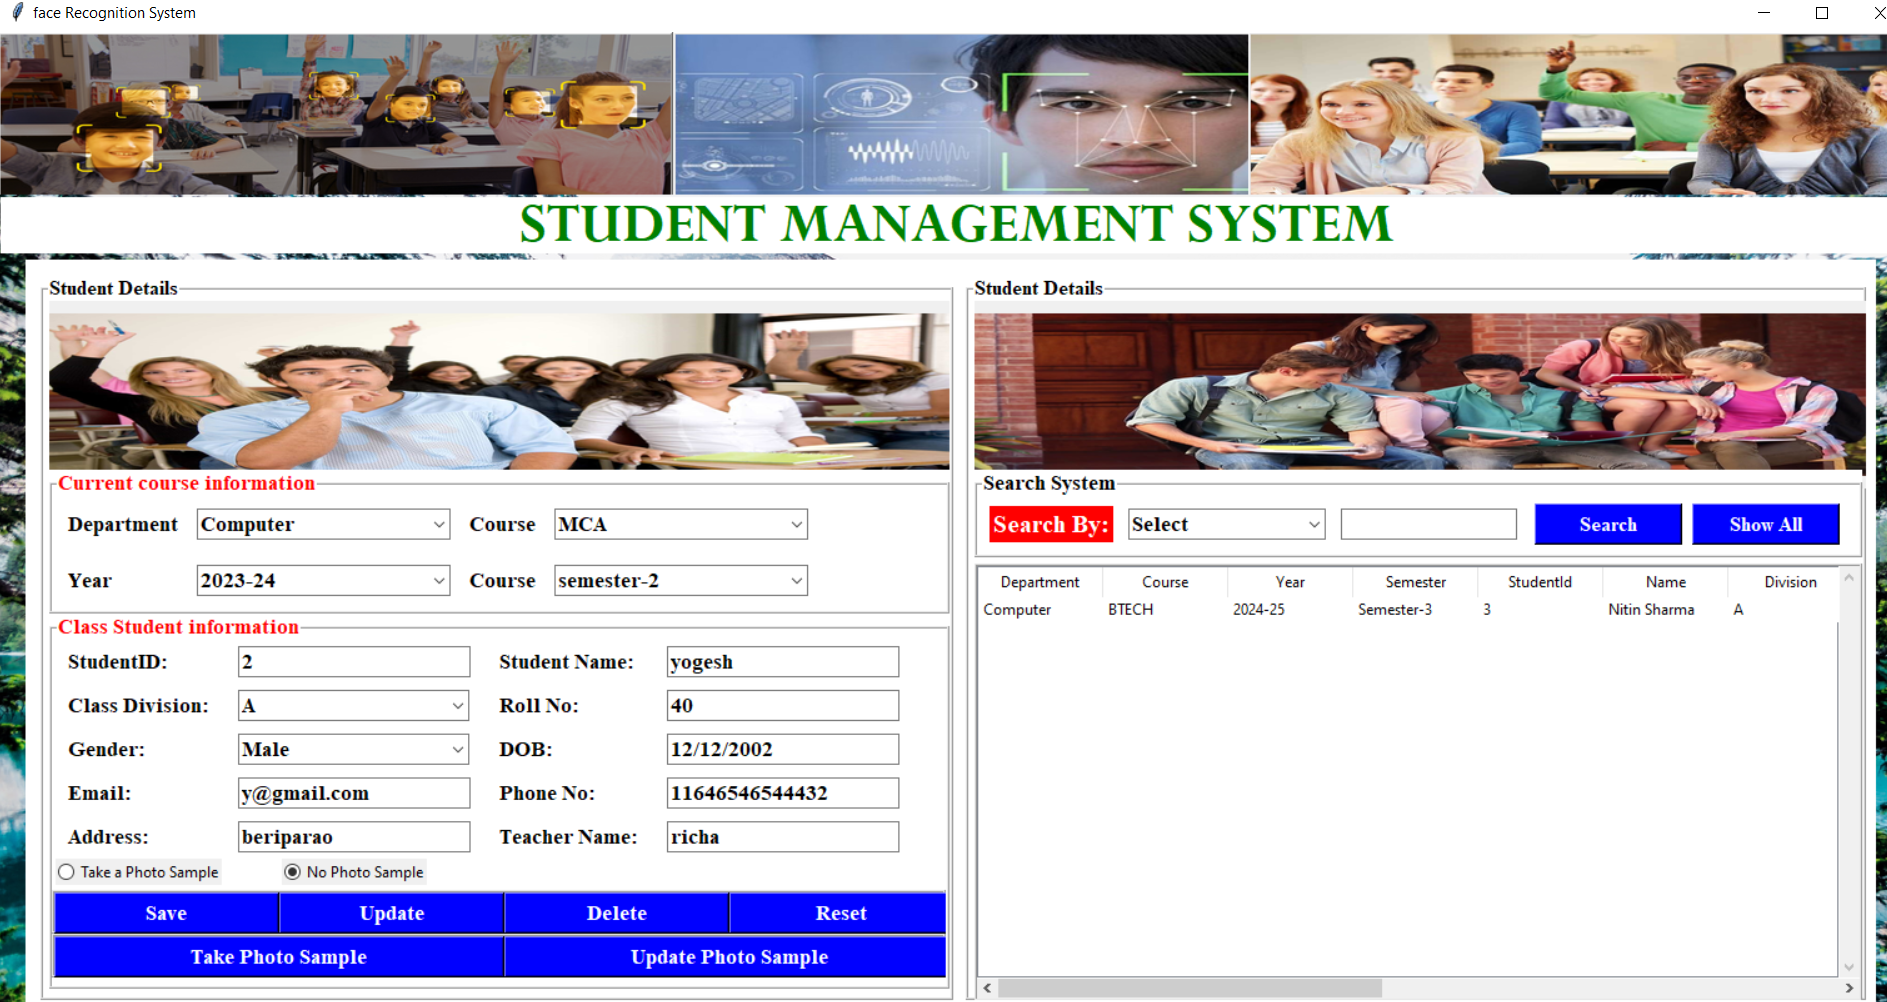 face Recognition System
STUDENT MANAGEMENT SYSTEM
Student Details
Current course information
Department Computer Course MCA
Year 2023-24 Course semester-2
Class Student information
StudentID: 2 Student Name: yogesh
Class Division: A Roll No: 40
Gender: Male DOB: 12/12/2002
Email: y@gmail.com Phone No: 11646546544432
Address: beriparao Teacher Name: richa
Take a Photo Sample No Photo Sample
Save Update Delete Reset
Take Photo Sample Update Photo Sample
Student Details
Search System
Search By: Select Search Show All
Department Course Year Semester StudentId Name Division
Computer BTECH 2024-25 Semester-3 3 Nitin Sharma A